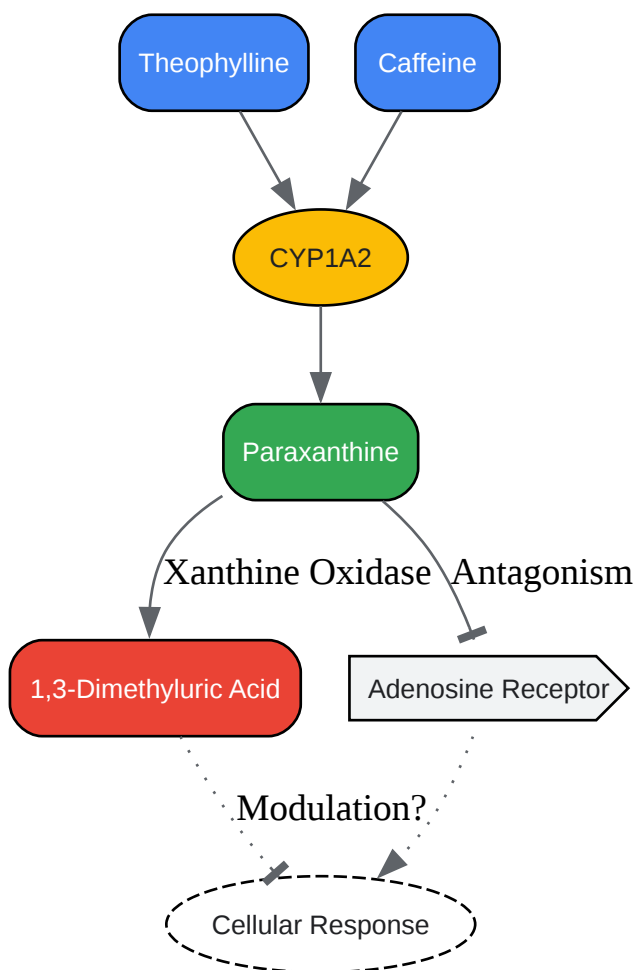 Theophylline
Caffeine
CYP1A2
Paraxanthine
Xanthine Oxidase
Antagonism
1,3-Dimethyluric Acid
Adenosine Receptor
Modulation?
Cellular Response